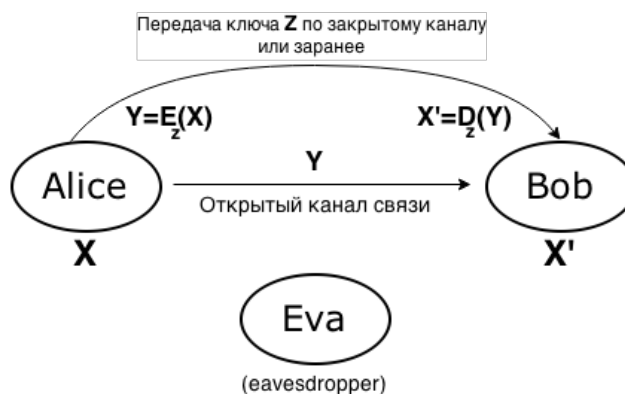 Передача ключа Z по закрытому каналу
или заранее
Y=E_z(X)
X'=D_z(Y)
Alice
Y
Bob
Открытый канал связи
X
X'
Eva
(eavesdropper)